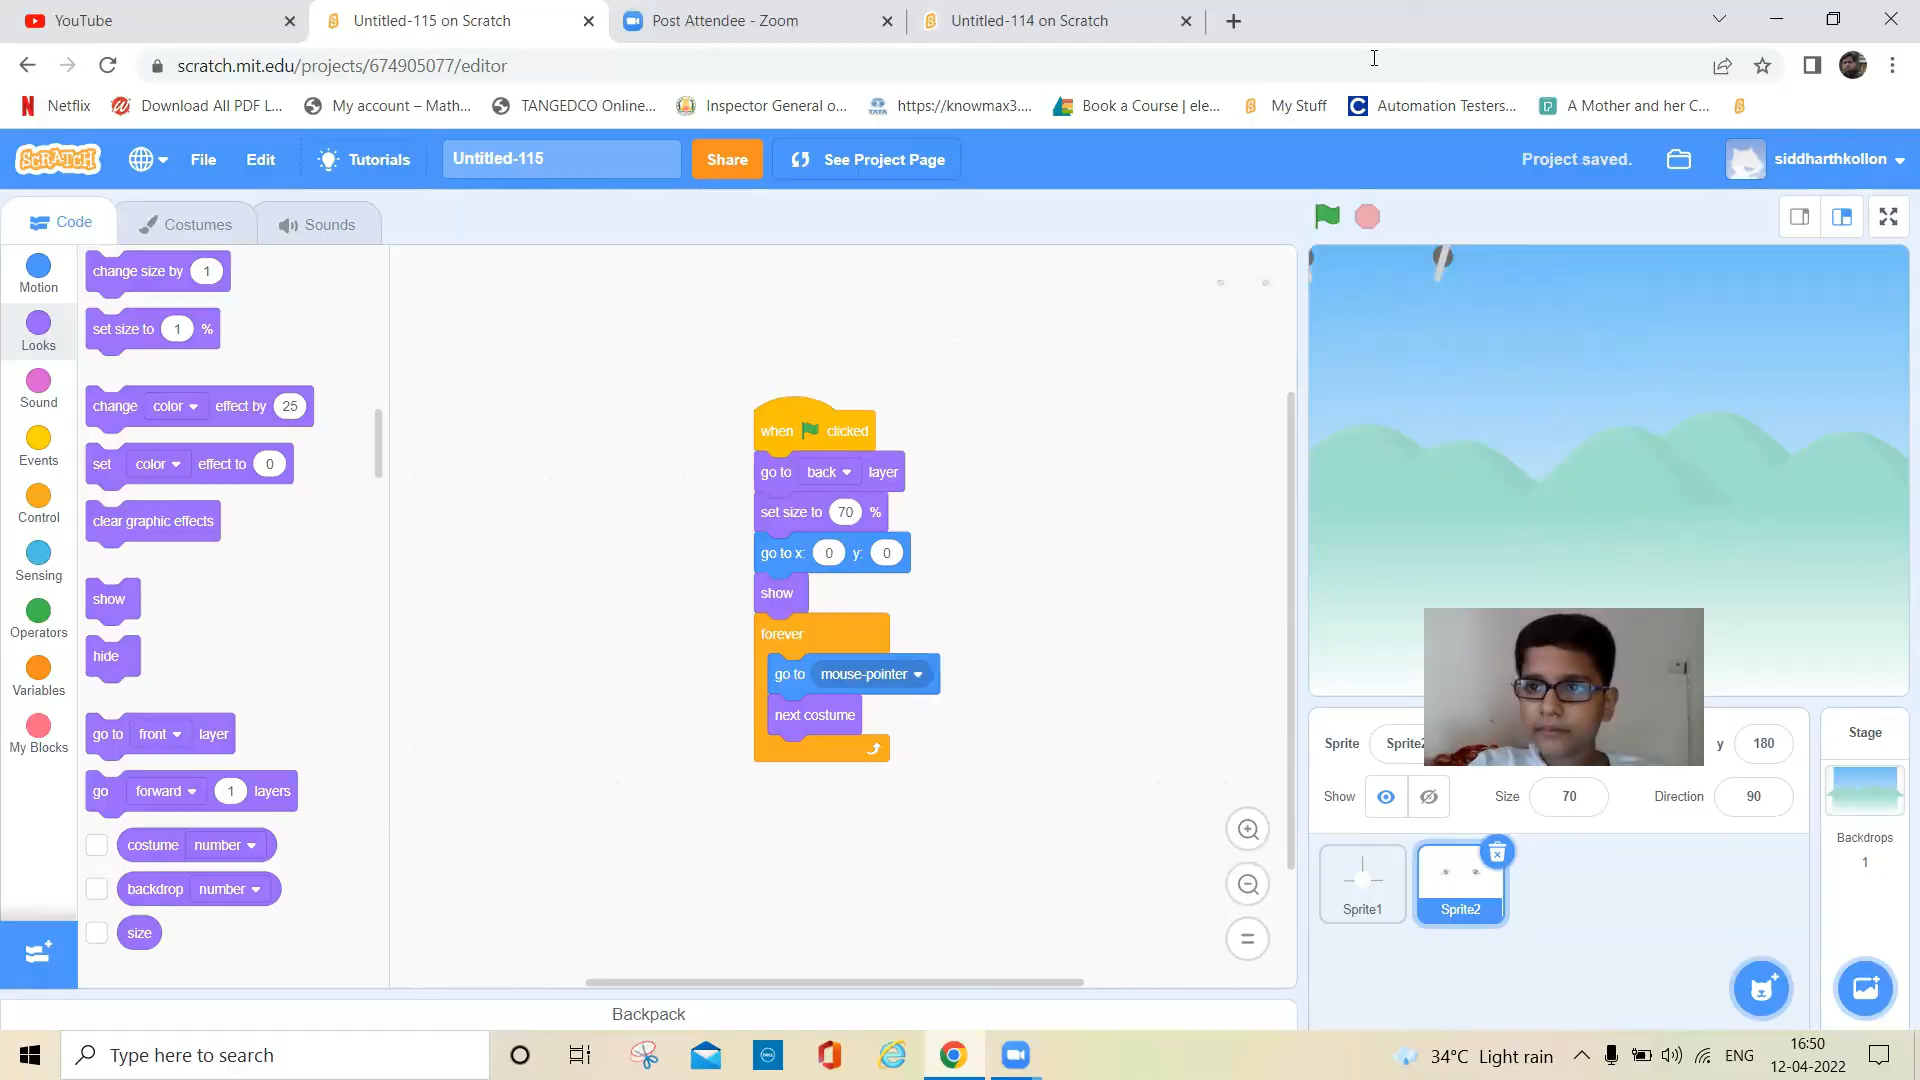 YouTube
Untitled-115 on Scratch
Post Attendee - Zoom
Untitled-114 on Scratch
scratch.mit.edu/projects/674905077/editor
Netflix
Download All PDF L...
My account – Math...
TANGEDCO Online...
Inspector General o...
https://knowmax3....
Book a Course | ele...
My Stuff
Automation Testers...
A Mother and her C...
SCRATCH
File
Edit
Tutorials
Untitled-115
Share
See Project Page
Project saved.
siddharthkollon
Code
Costumes
Sounds
Motion
Looks
Sound
Events
Control
Sensing
Operators
Variables
My Blocks
change size by 1
set size to 1 %
change color effect by 25
set color effect to 0
clear graphic effects
show
hide
go to front layer
go forward 1 layers
costume number
backdrop number
size
when clicked
go to back layer
set size to 70 %
go to x: 0 y: 0
show
forever
go to mouse-pointer
next costume
Backpack
Sprite
y 180
Show
Size 70
Direction 90
Sprite1
Sprite2
Stage
Backdrops
1
Type here to search
34°C Light rain
ENG
16:50
12-04-2022